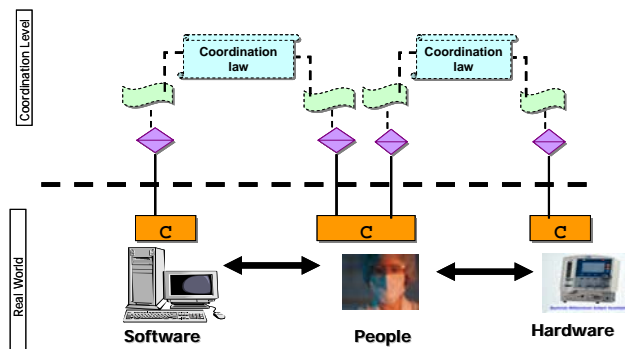 Coordination Level
Coordination
law
Coordination
law
Real World
C
C
C
Software
People
Hardware